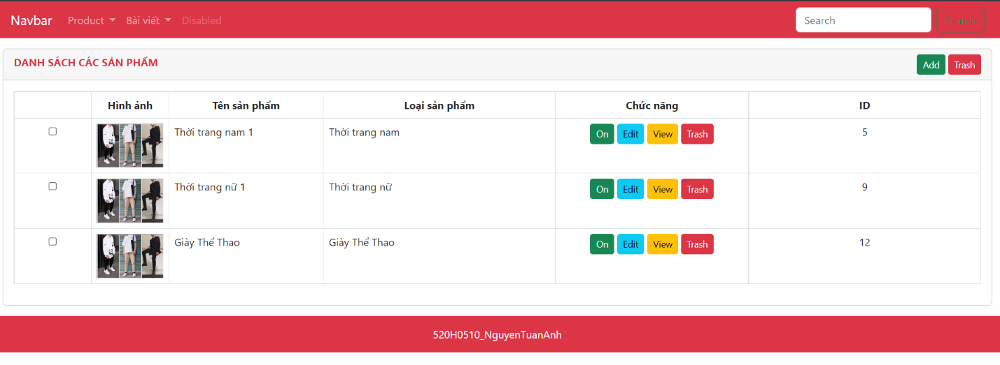 Navbar Product Bài viết Disabled Search Search
DANH SÁCH CÁC SẢN PHẨM Add Trash
Hình ảnh Tên sản phẩm Loại sản phẩm Chức năng ID
Thời trang nam 1 Thời trang nam On Edit View Trash 5
Thời trang nữ 1 Thời trang nữ On Edit View Trash 9
Giày Thể Thao Giày Thể Thao On Edit View Trash 12
520H0510_NguyenTuanAnh